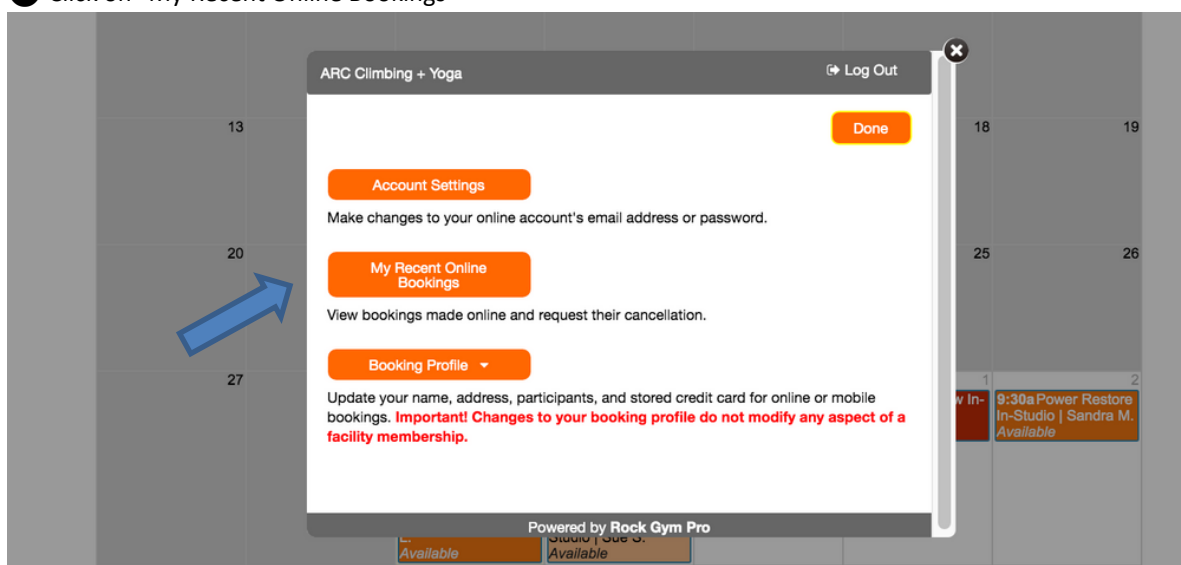 Click on "My Recent Online Bookings"
ARC Climbing + Yoga
Log Out
13
18
19
Done
Account Settings
Make changes to your online account's email address or password.
20
25
26
My Recent Online
Bookings
View bookings made online and request their cancellation.
Booking Profile
27
1
2
Update your name, address, participants, and stored credit card for online or mobile
bookings. Important! Changes to your booking profile do not modify any aspect of a
facility membership.
In-
9:30a Power Restore
In-Studio | Sandra M.
Available
Powered by Rock Gym Pro
Studio | Sue S.
Available
Available